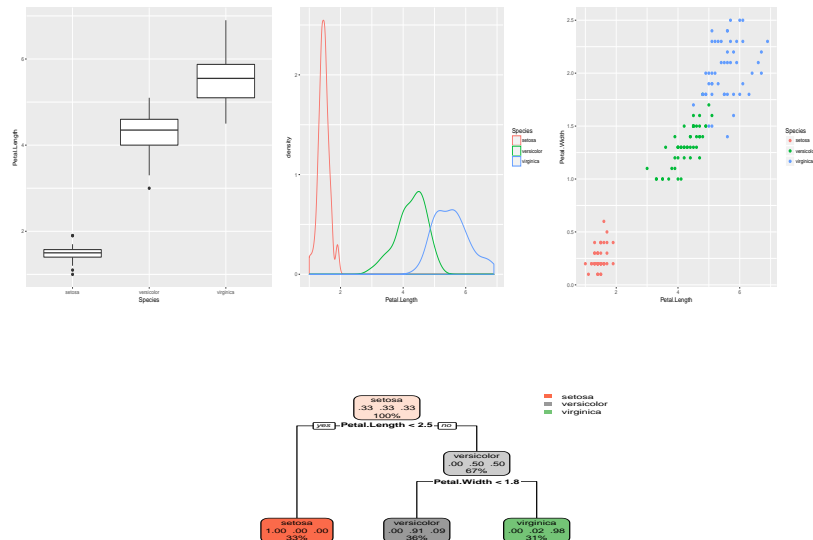 6
4
2
Petal.Length
setosa
versicolor
virginica
Species
2
1
0
density
2
4
6
Petal.Length
Species
setosa
versicolor
virginica
2.5
2.0
1.5
1.0
0.5
0.0
Petal.Width
2
4
6
Petal.Length
Species
setosa
versicolo
virginica
setosa
.33 .33 .33
100%
yes Petal.Length < 2.5 no
setosa
versicolor
virginica
versicolor
.00 .50 .50
67%
Petal.Width < 1.8
setosa
1.00 .00 .00
33%
versicolor
.00 .91 .09
36%
virginica
.00 .02 .98
31%